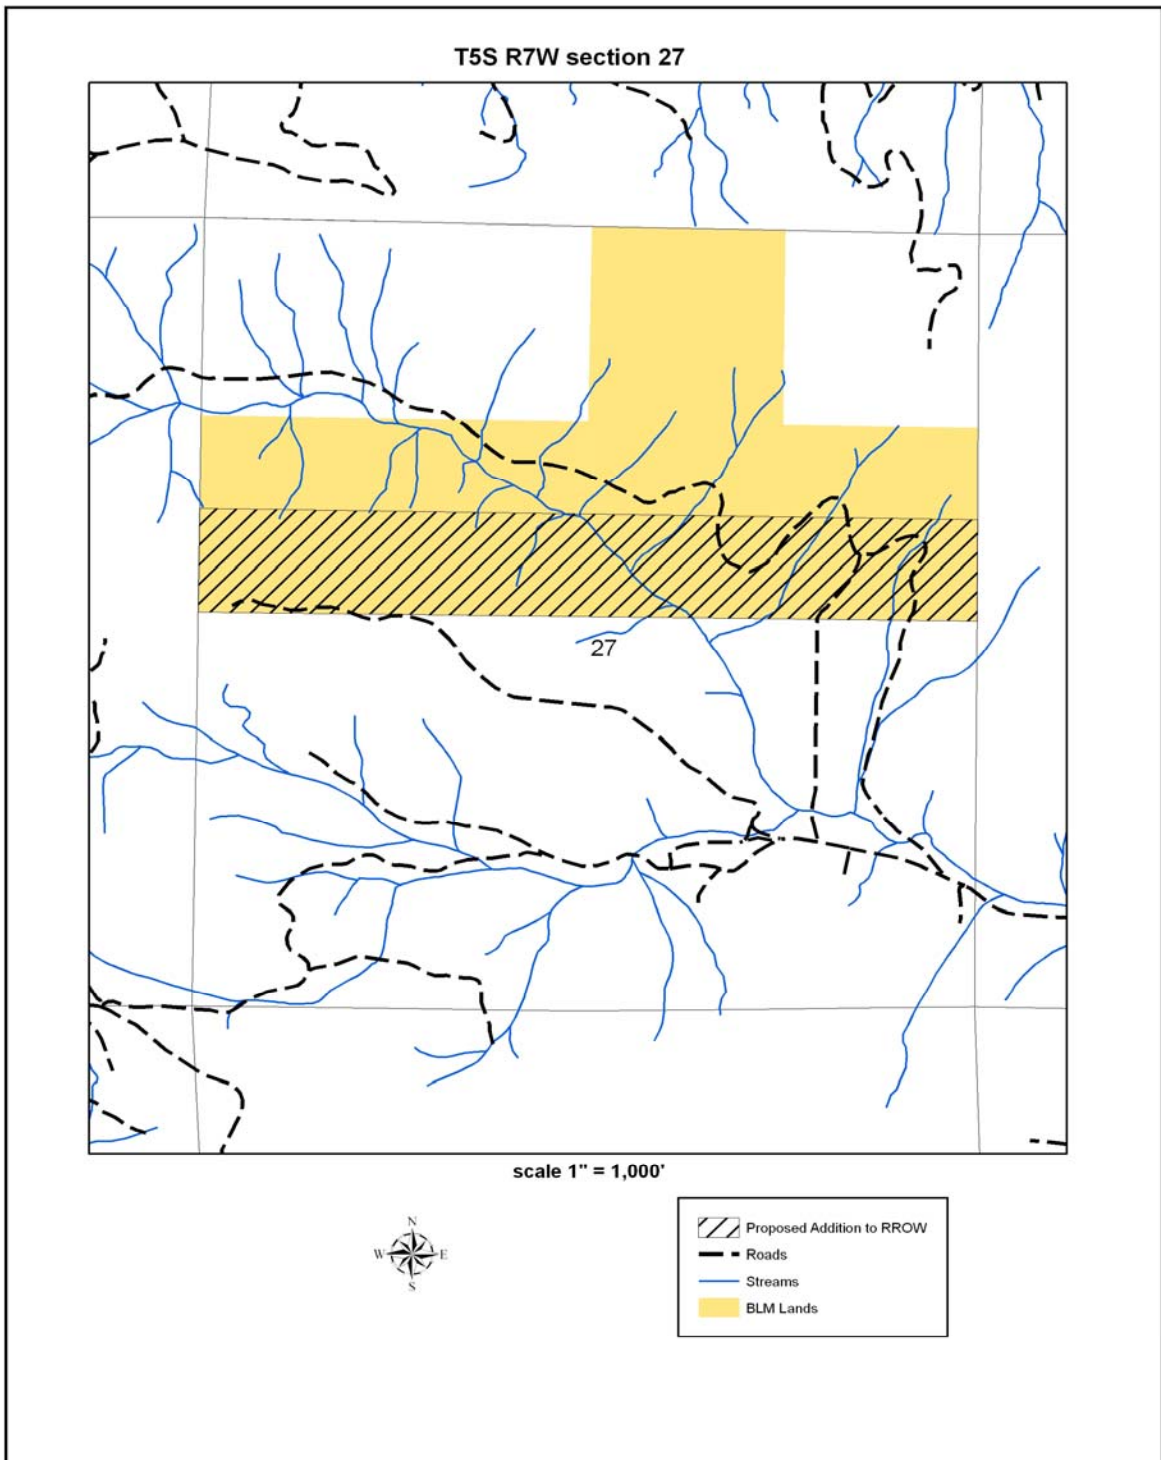 T5S R7W section 27
27
scale 1" = 1,000'
N
W E
S
Proposed Addition to RROW
Roads
Streams
BLM Lands